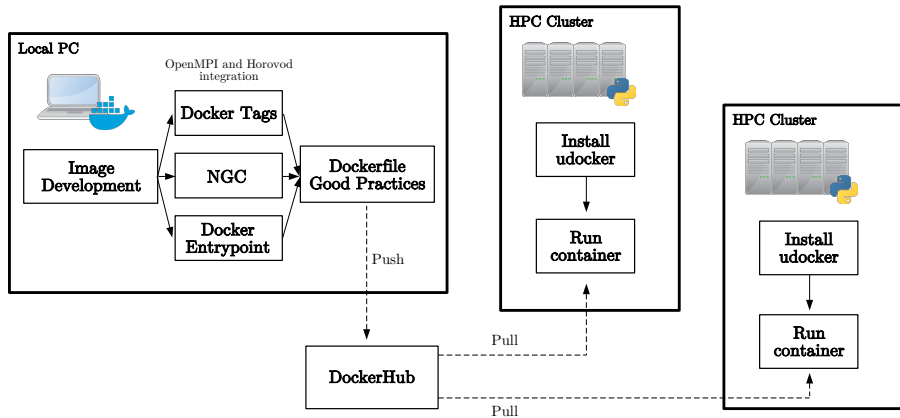 Local PC
OpenMPI and Horovod
integration
Image
Development
Docker Tags
NGC
Docker
Entrypoint
Dockerfile
Good Practices
Push
DockerHub
Pull
Pull
HPC Cluster
Install
udocker
Run
container
HPC Cluster
Install
udocker
Run
container